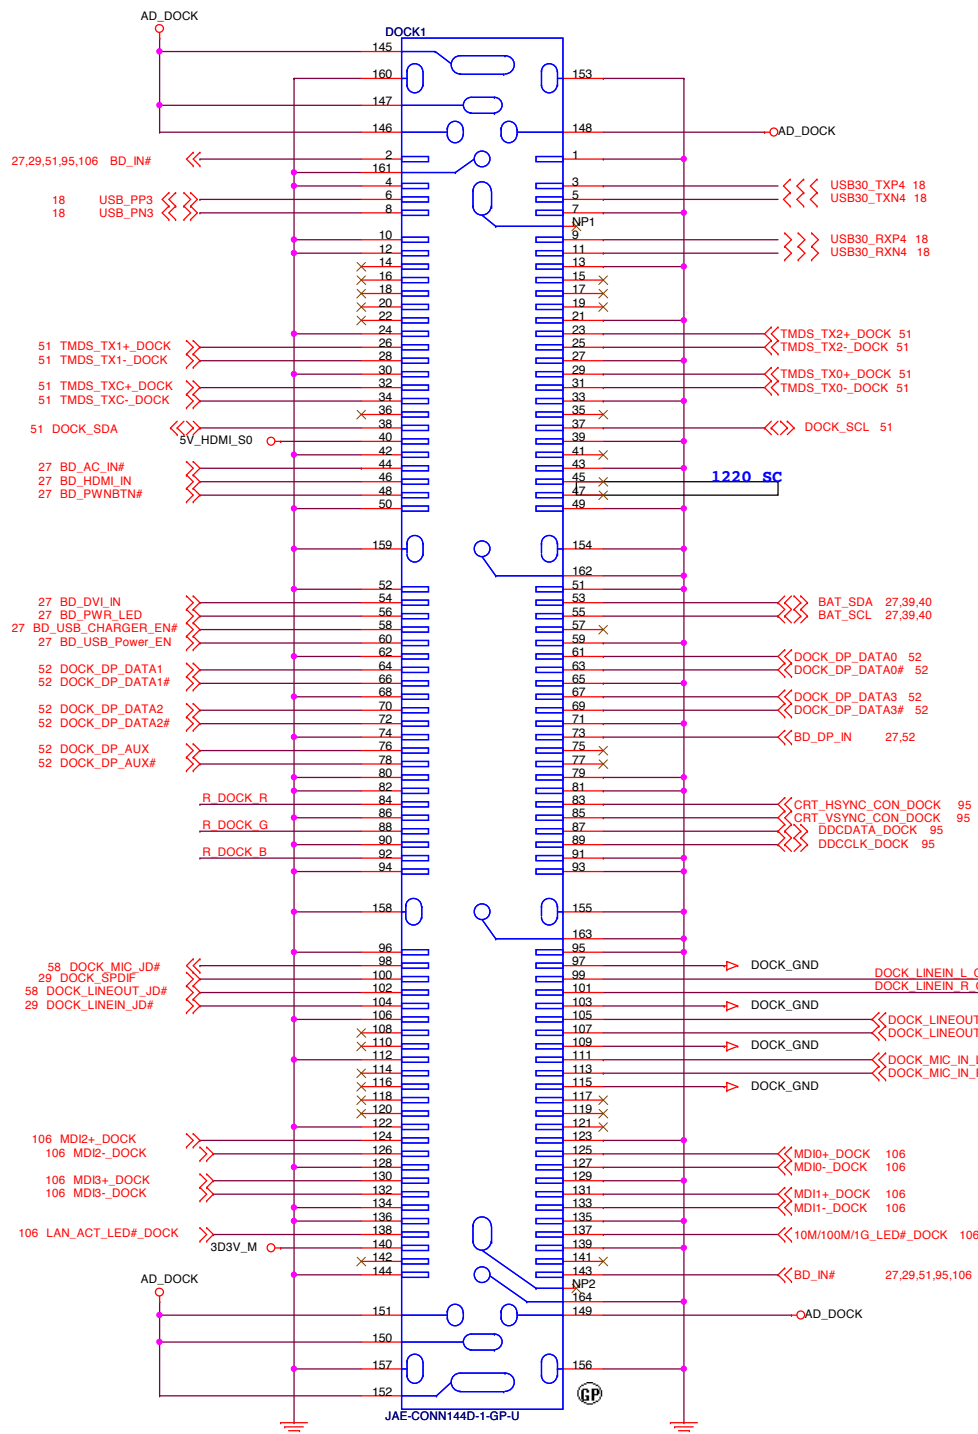 AD_DOCK
DOCK1
145
160 153
147
146 148 AD_DOCK
27,29,51,95,106 BD_IN# 2 1
161
4 3 USB30_TXP4 18
18 USB_PP3 6 5 USB30_TXN4 18
18 USB_PN3 8 7
NP1
10 9 USB30_RXP4 18
12 11 USB30_RXN4 18
14 13
16 15
18 17
20 19
22 21
24 23 TMDS_TX2+_DOCK 51
51 TMDS_TX1+_DOCK 26 25 TMDS_TX2-_DOCK 51
51 TMDS_TX1-_DOCK 28 27
30 29 TMDS_TX0+_DOCK 51
51 TMDS_TXC+_DOCK 32 31 TMDS_TX0-_DOCK 51
51 TMDS_TXC-_DOCK 34 33
36 35
51 DOCK_SDA 38 37 DOCK_SCL 51
5V_HDMI_S0 40 39
42 41
27 BD_AC_IN# 44 43
27 BD_HDMI_IN 46 45 1220 SC
27 BD_PWNBTN# 48 47
50 49
159 154
162
52 51
27 BD_DVI_IN 54 53 BAT_SDA 27,39,40
27 BD_PWR_LED 56 55 BAT_SCL 27,39,40
27 BD_USB_CHARGER_EN# 58 57
27 BD_USB_Power_EN 60 59
62 61 DOCK_DP_DATA0 52
52 DOCK_DP_DATA1 64 63 DOCK_DP_DATA0# 52
52 DOCK_DP_DATA1# 66 65
68 67 DOCK_DP_DATA3 52
52 DOCK_DP_DATA2 70 69 DOCK_DP_DATA3# 52
52 DOCK_DP_DATA2# 72 71
74 73 BD_DP_IN 27,52
52 DOCK_DP_AUX 76 75
52 DOCK_DP_AUX# 78 77
80 79
82 81
R_DOCK_R 84 83 CRT_HSYNC_CON_DOCK 95
86 85 CRT_VSYNC_CON_DOCK 95
R_DOCK_G 88 87 DDCDATA_DOCK 95
90 89 DDCCLK_DOCK 95
R_DOCK_B 92 91
94 93
158 155
163
96 95
58 DOCK_MIC_JD# 98 97 DOCK_GND
29 DOCK_SPDIF 100 99 DOCK_LINEIN_L_
58 DOCK_LINEOUT_JD# 102 101 DOCK_LINEIN_R_
29 DOCK_LINEIN_JD# 104 103 DOCK_GND
106 105 DOCK_LINEOUT
108 107 DOCK_LINEOUT
110 109 DOCK_GND
112 111 DOCK_MIC_IN_
114 113 DOCK_MIC_IN_
116 115 DOCK_GND
118 117
120 119
122 121
106 MDI2+_DOCK 124 123
106 MDI2-_DOCK 126 125 MDI0+_DOCK 106
128 127 MDI0-_DOCK 106
106 MDI3+_DOCK 130 129
106 MDI3-_DOCK 132 131 MDI1+_DOCK 106
134 133 MDI1-_DOCK 106
136 135
106 LAN_ACT_LED#_DOCK 138 137 10M/100M/1G_LED#_DOCK 106
3D3V_M 140 139
142 141
144 143 BD_IN# 27,29,51,95,106
AD_DOCK
NP2
164
151 149 AD_DOCK
150
157 156
152
GP
JAE-CONN144D-1-GP-U